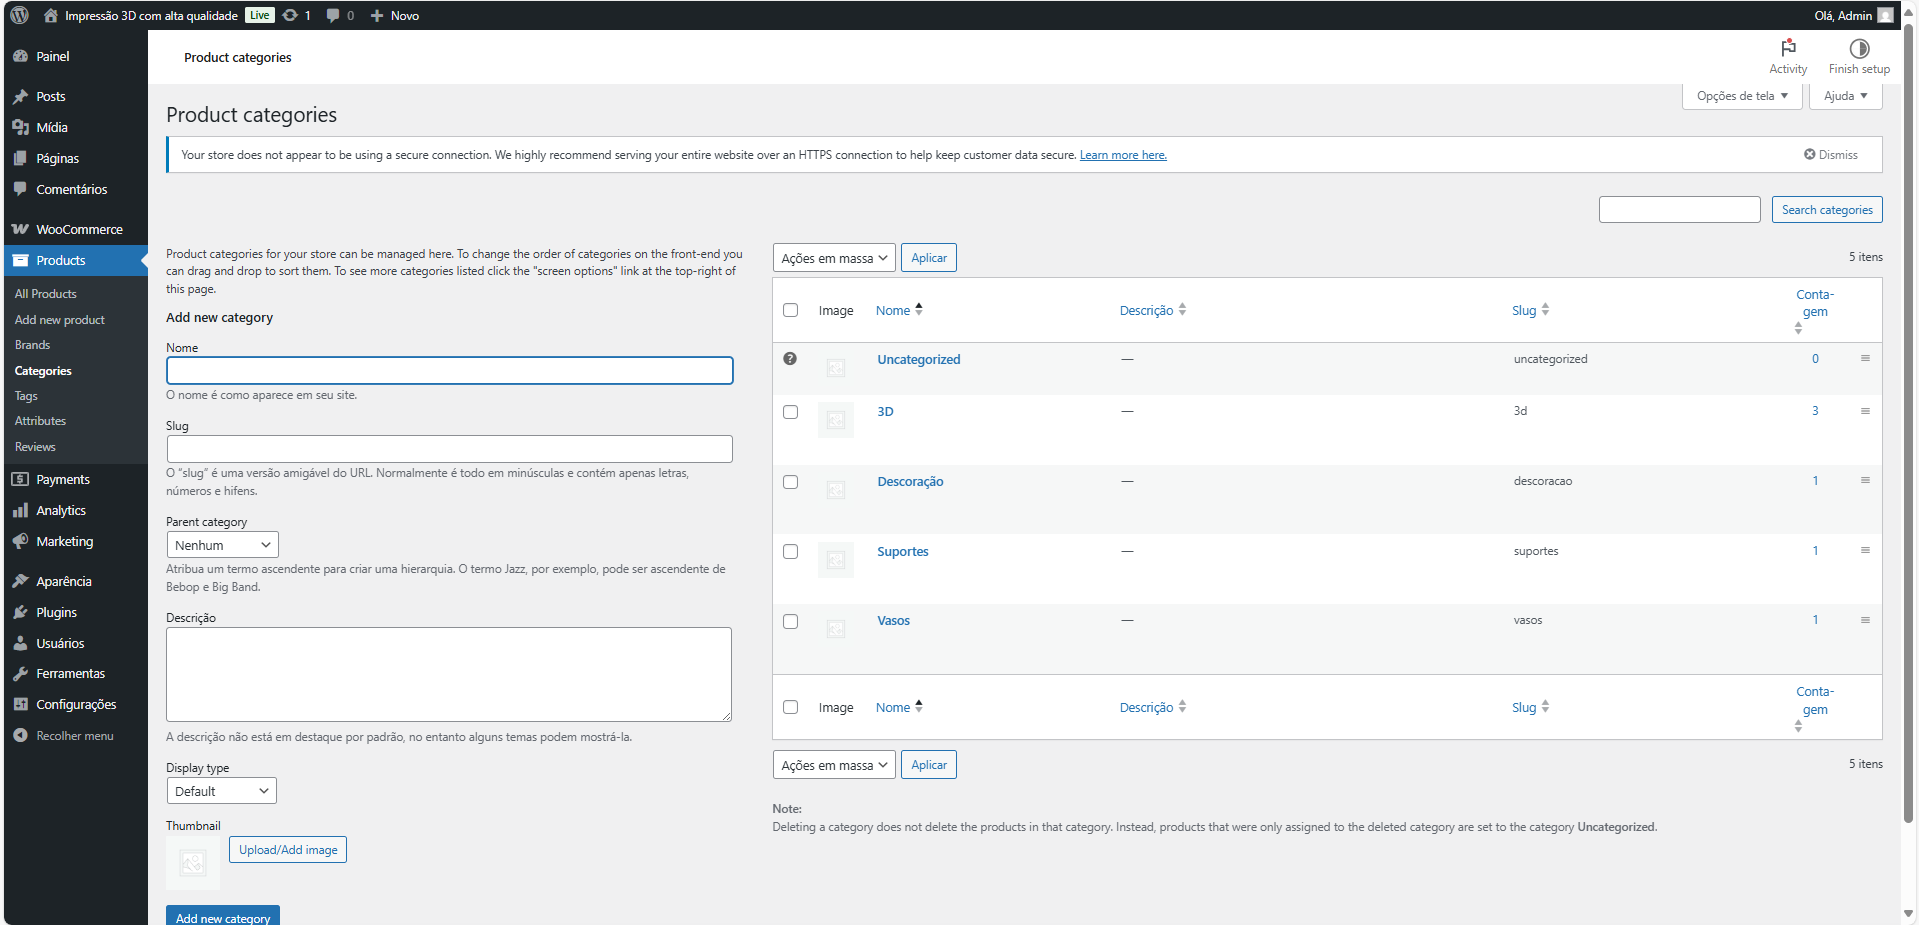 Impressão 3D com alta qualidade Live 1 0 Novo Olá, Admin
Painel
Posts
Mídia
Páginas
Comentários
WooCommerce
Products
All Products
Add new product
Brands
Categories
Tags
Attributes
Reviews
Payments
Analytics
Marketing
Aparência
Plugins
Usuários
Ferramentas
Configurações
Recolher menu
Product categories
Activity
Finish setup
Opções de tela
Ajuda
Product categories
Your store does not appear to be using a secure connection. We highly recommend serving your entire website over an HTTPS connection to help keep customer data secure. Learn more here.
Dismiss
Search categories
Product categories for your store can be managed here. To change the order of categories on the front-end you
can drag and drop to sort them. To see more categories listed click the "screen options" link at the top-right of
this page.
Add new category
Nome
O nome é como aparece em seu site.
Slug
O “slug” é uma versão amigável do URL. Normalmente é todo em minúsculas e contém apenas letras,
números e hifens.
Parent category
Nenhum
Atribua um termo ascendente para criar uma hierarquia. O termo Jazz, por exemplo, pode ser ascendente de
Bebop e Big Band.
Descrição
A descrição não está em destaque por padrão, no entanto alguns temas podem mostrá-la.
Display type
Default
Thumbnail
Upload/Add image
Add new category
Ações em massa Aplicar 5 itens
Image Nome Descrição Slug Conta-
gem
? Uncategorized — uncategorized 0
3D — 3d 3
Descoração — descoracao 1
Suportes — suportes 1
Vasos — vasos 1
Image Nome Descrição Slug Conta-
gem
Ações em massa Aplicar 5 itens
Note:
Deleting a category does not delete the products in that category. Instead, products that were only assigned to the deleted category are set to the category Uncategorized.